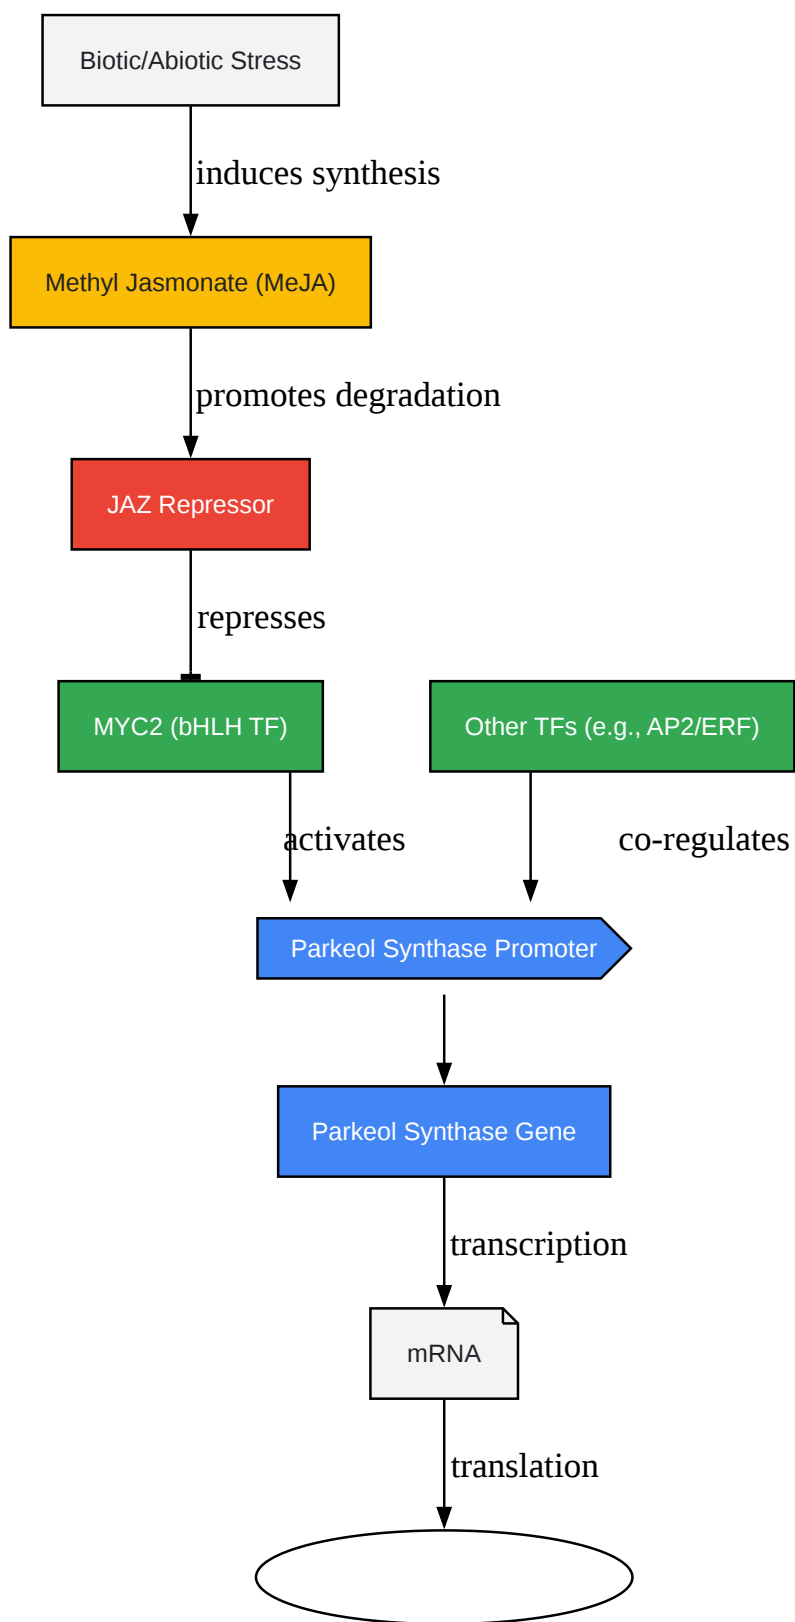 Biotic/Abiotic Stress
induces synthesis
Methyl Jasmonate (MeJA)
promotes degradation
JAZ Repressor
represses
MYC2 (bHLH TF)
Other TFs (e.g., AP2/ERF)
activates
co-regulates
Parkeol Synthase Promoter
Parkeol Synthase Gene
transcription
mRNA
translation